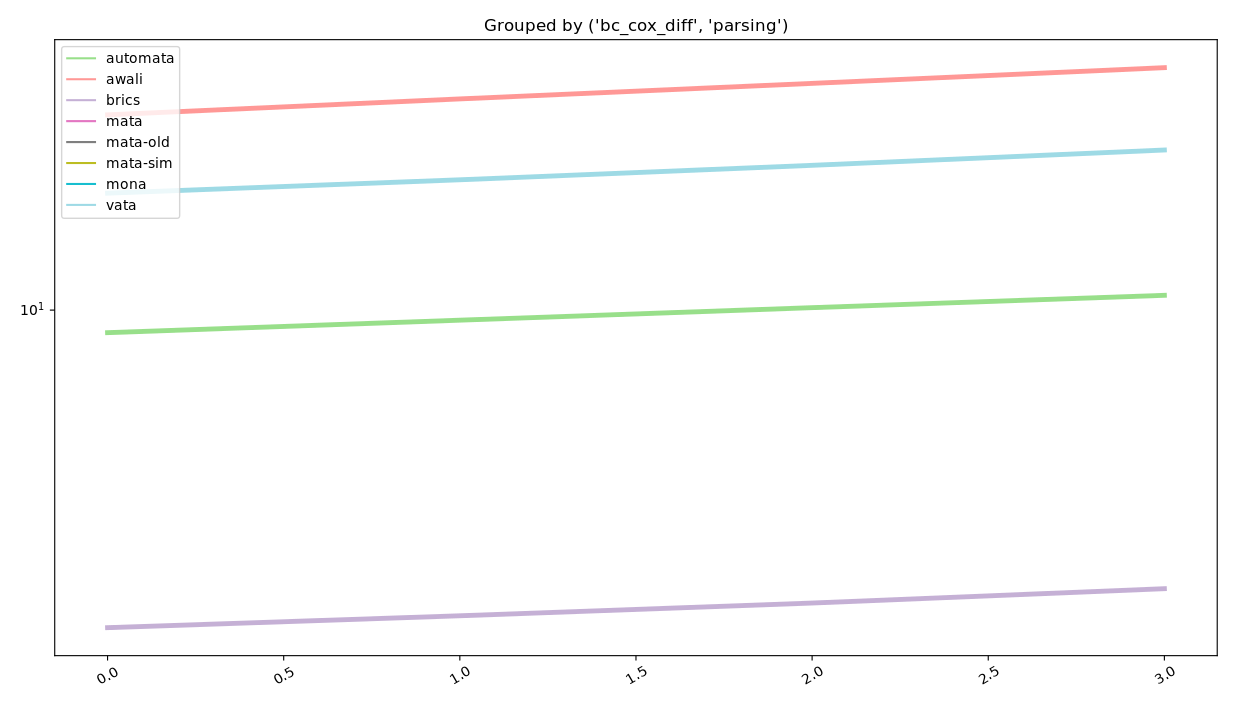 Grouped by ('bc_cox_diff', 'parsing')
automata
awali
brics
mata
mata-old
mata-sim
mona
vata
10¹
0.0 0.5 1.0 1.5 2.0 2.5 3.0